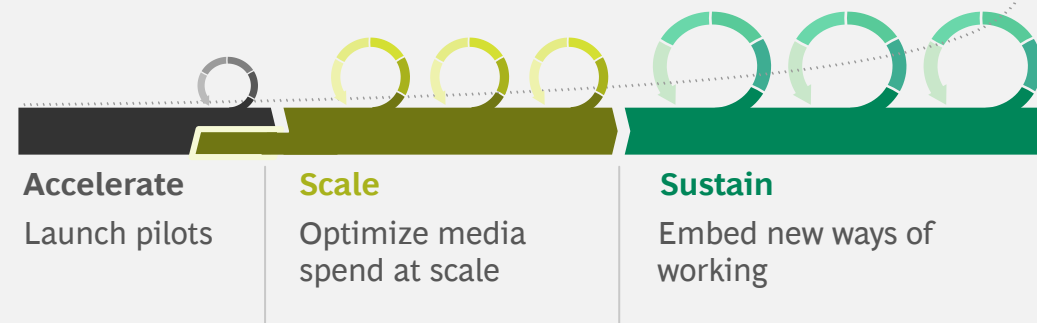 Accelerate
Launch pilots
Scale
Optimize media
spend at scale
Sustain
Embed new ways of
working